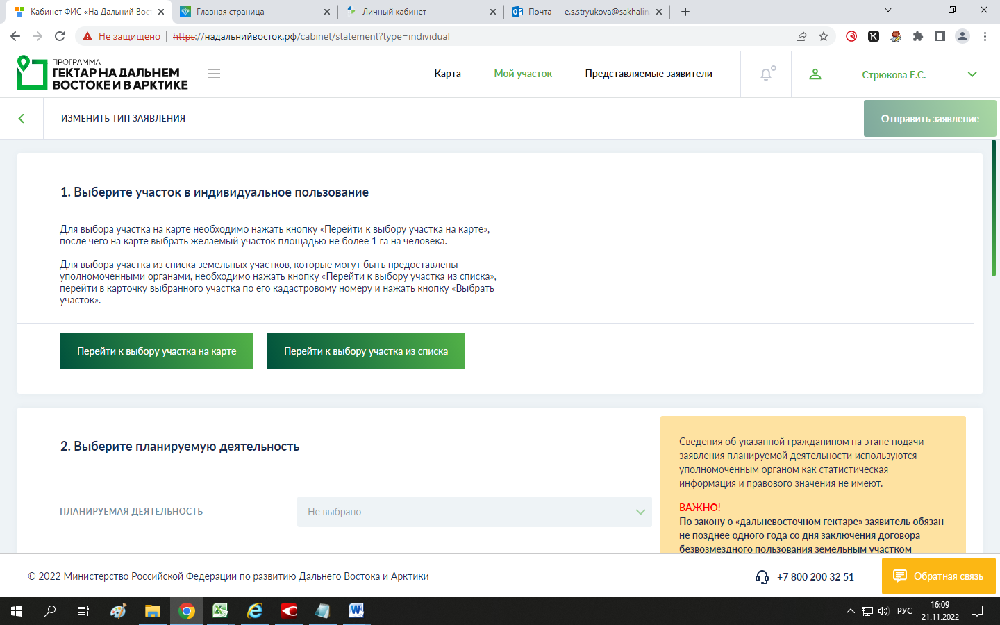 Кабинет ФИС «На Дальний Вост
Главная страница
Личный кабинет
Почта — e.s.stryukova@sakhalin
Не защищено
https://надальнийвосток.рф/cabinet/statement?type=individual
ПРОГРАММА
ГЕКТАР НА ДАЛЬНЕМ
ВОСТОКЕ И В АРКТИКЕ
Карта
Мой участок
Представляемые заявители
Стрюкова Е.С.
ИЗМЕНИТЬ ТИП ЗАЯВЛЕНИЯ
Отправить заявление
1. Выберите участок в индивидуальное пользование
Для выбора участка на карте необходимо нажать кнопку «Перейти к выбору участка на карте»,
после чего на карте выбрать желаемый участок площадью не более 1 га на человека.
Для выбора участка из списка земельных участков, которые могут быть предоставлены
уполномоченными органами, необходимо нажать кнопку «Перейти к выбору участка из списка»,
перейти в карточку выбранного участка по его кадастровому номеру и нажать кнопку «Выбрать
участок».
Перейти к выбору участка на карте
Перейти к выбору участка из списка
2. Выберите планируемую деятельность
ПЛАНИРУЕМАЯ ДЕЯТЕЛЬНОСТЬ
Не выбрано
Сведения об указанной гражданином на этапе подачи
заявления планируемой деятельности используются
уполномоченным органом как статистическая
информация и правового значения не имеют.
ВАЖНО!
По закону о «дальневосточном гектаре» заявитель обязан
не позднее одного года со дня заключения договора
безвозмездного пользования земельным участком
© 2022 Министерство Российской Федерации по развитию Дальнего Востока и Арктики
+7 800 200 32 51
Обратная связь
РУС
16:09
21.11.2022